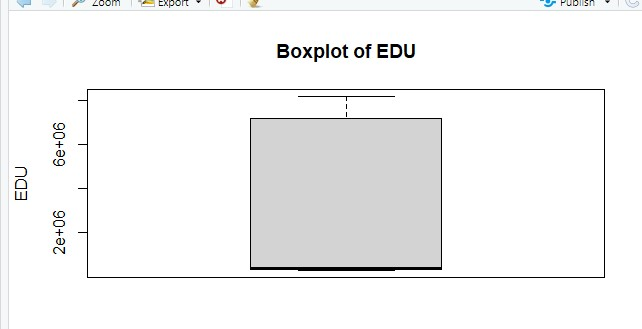 Zoom Export Publish
Boxplot of EDU
EDU
6e+06
2e+06